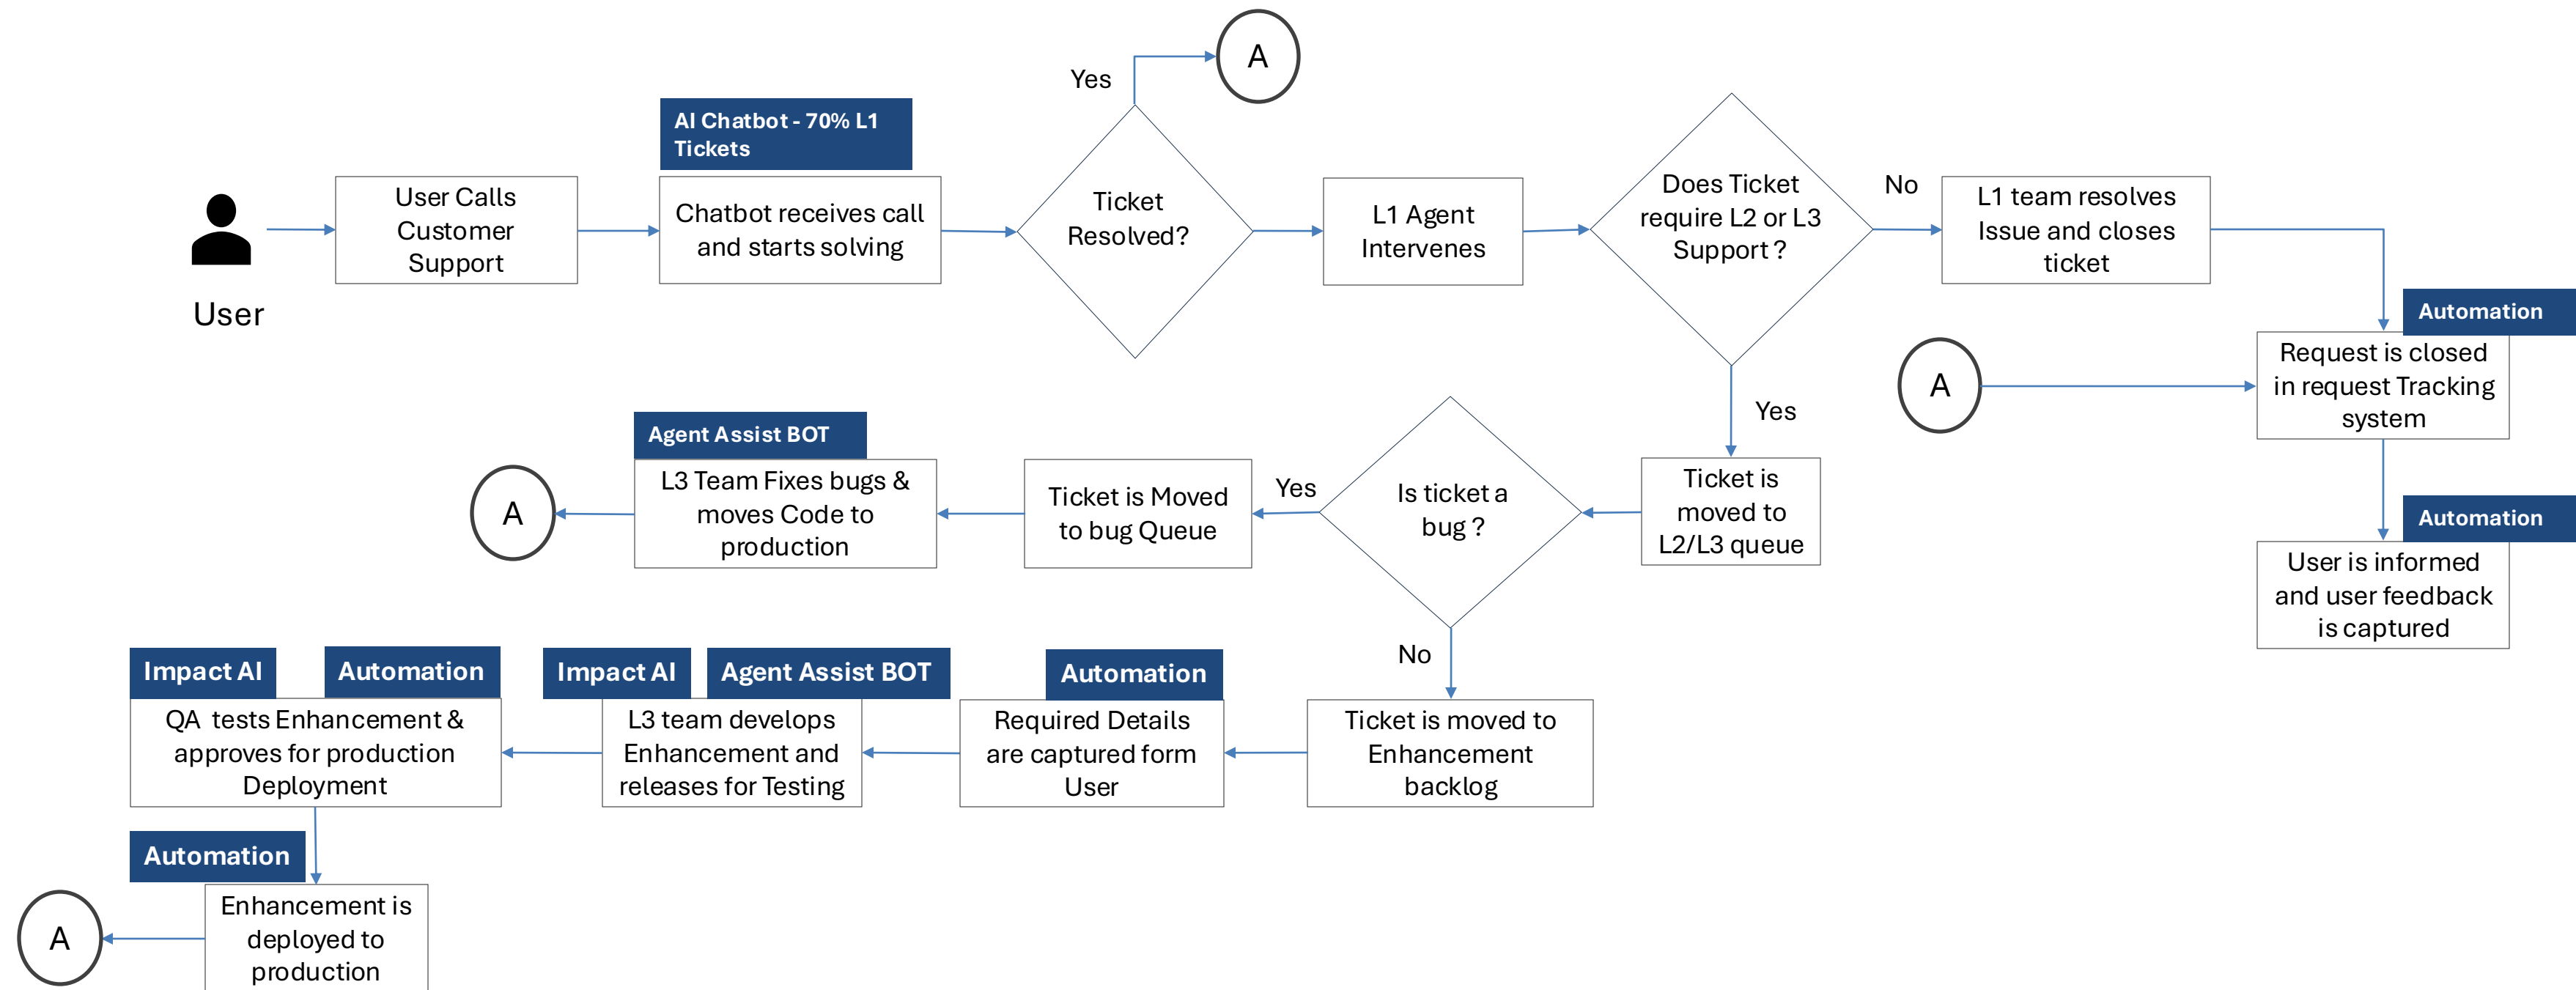 A
Yes
AI Chatbot - 70% L1
Tickets
User Calls
Customer
Support
Chatbot receives call
and starts solving
Ticket
Resolved?
L1 Agent
Intervenes
Does Ticket
require L2 or L3
Support ?
No
L1 team resolves
Issue and closes
ticket
User
Automation
A
Request is closed
in request Tracking
system
Yes
Agent Assist BOT
A
L3 Team Fixes bugs &
moves Code to
production
Ticket is Moved
to bug Queue
Yes
Is ticket a
bug ?
Ticket is
moved to
L2/L3 queue
Automation
User is informed
and user feedback
is captured
No
Impact AI
Automation
Impact AI
Agent Assist BOT
Automation
QA tests Enhancement &
approves for production
Deployment
L3 team develops
Enhancement and
releases for Testing
Required Details
are captured form
User
Ticket is moved to
Enhancement
backlog
Automation
A
Enhancement is
deployed to
production